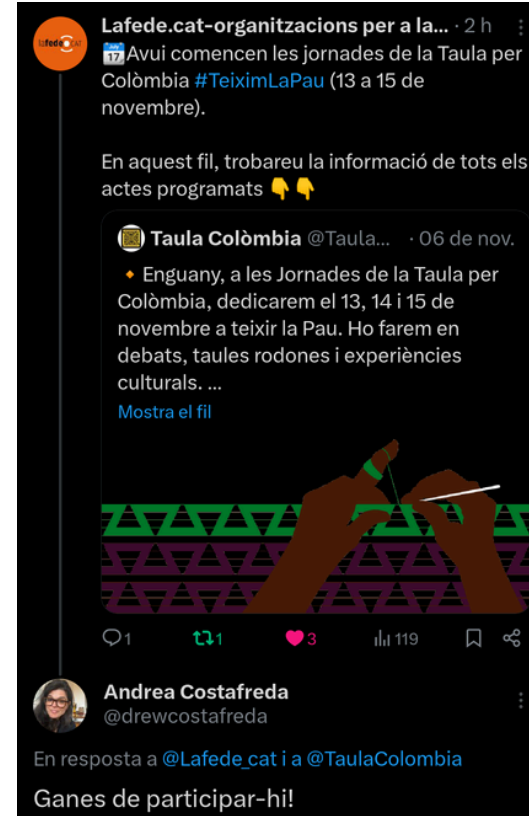 lafede.cat
Lafede.cat-organitzacions per a la... · 2 h
17 Avui comencen les jornades de la Taula per
Colòmbia #TeiximLaPau (13 a 15 de
novembre).
En aquest fil, trobareu la informació de tots els
actes programats 👇👇
Taula Colòmbia @Taula... · 06 de nov.
🔸 Enguany, a les Jornades de la Taula per
Colòmbia, dedicarem el 13, 14 i 15 de
novembre a teixir la Pau. Ho farem en
debats, taules rodones i experiències
culturals. ...
Mostra el fil
1 1 3 119
Andrea Costafreda
@drewcostafreda
En resposta a @Lafede_cat i a @TaulaColombia
Ganes de participar-hi!